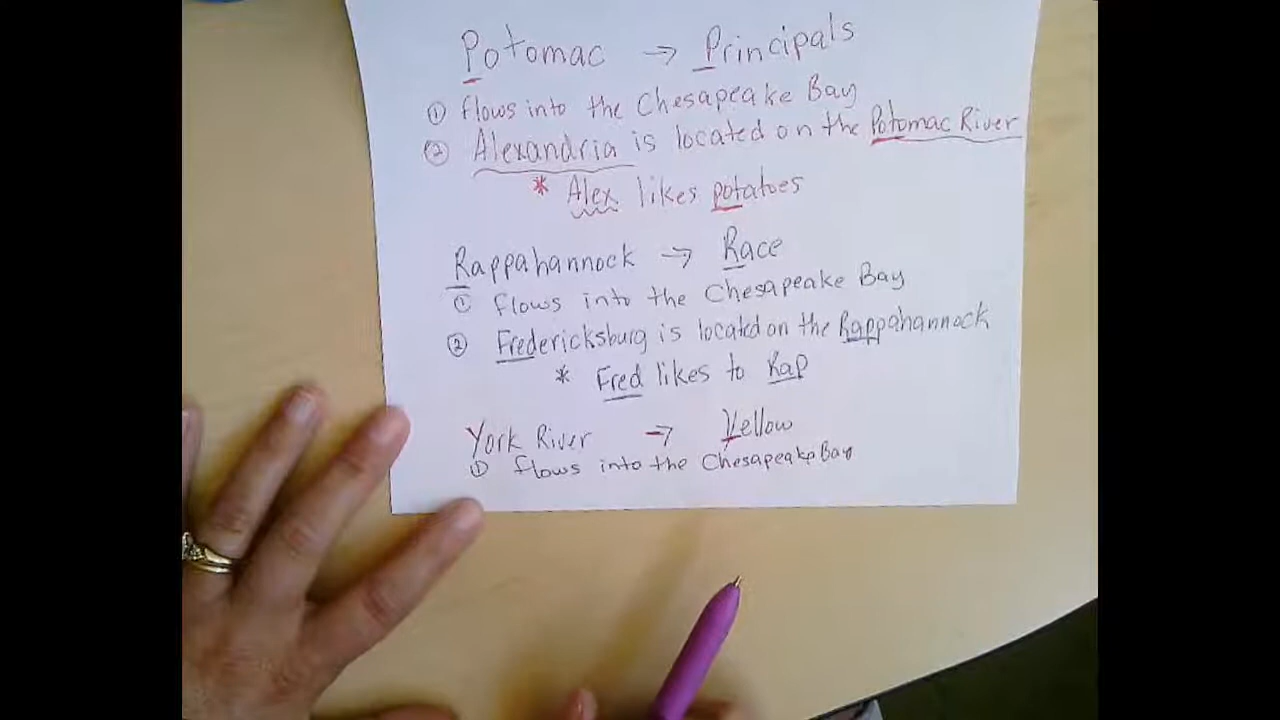 Potomac → Principals
① flows into the Chesapeake Bay
② Alexandria is located on the Potomac River
* Alex likes potatoes
Rappahannock → Race
① flows into the Chesapeake Bay
② Fredericksburg is located on the Rappahannock
* Fred likes to Rap
York River → Yellow
① flows into the Chesapeake Bay